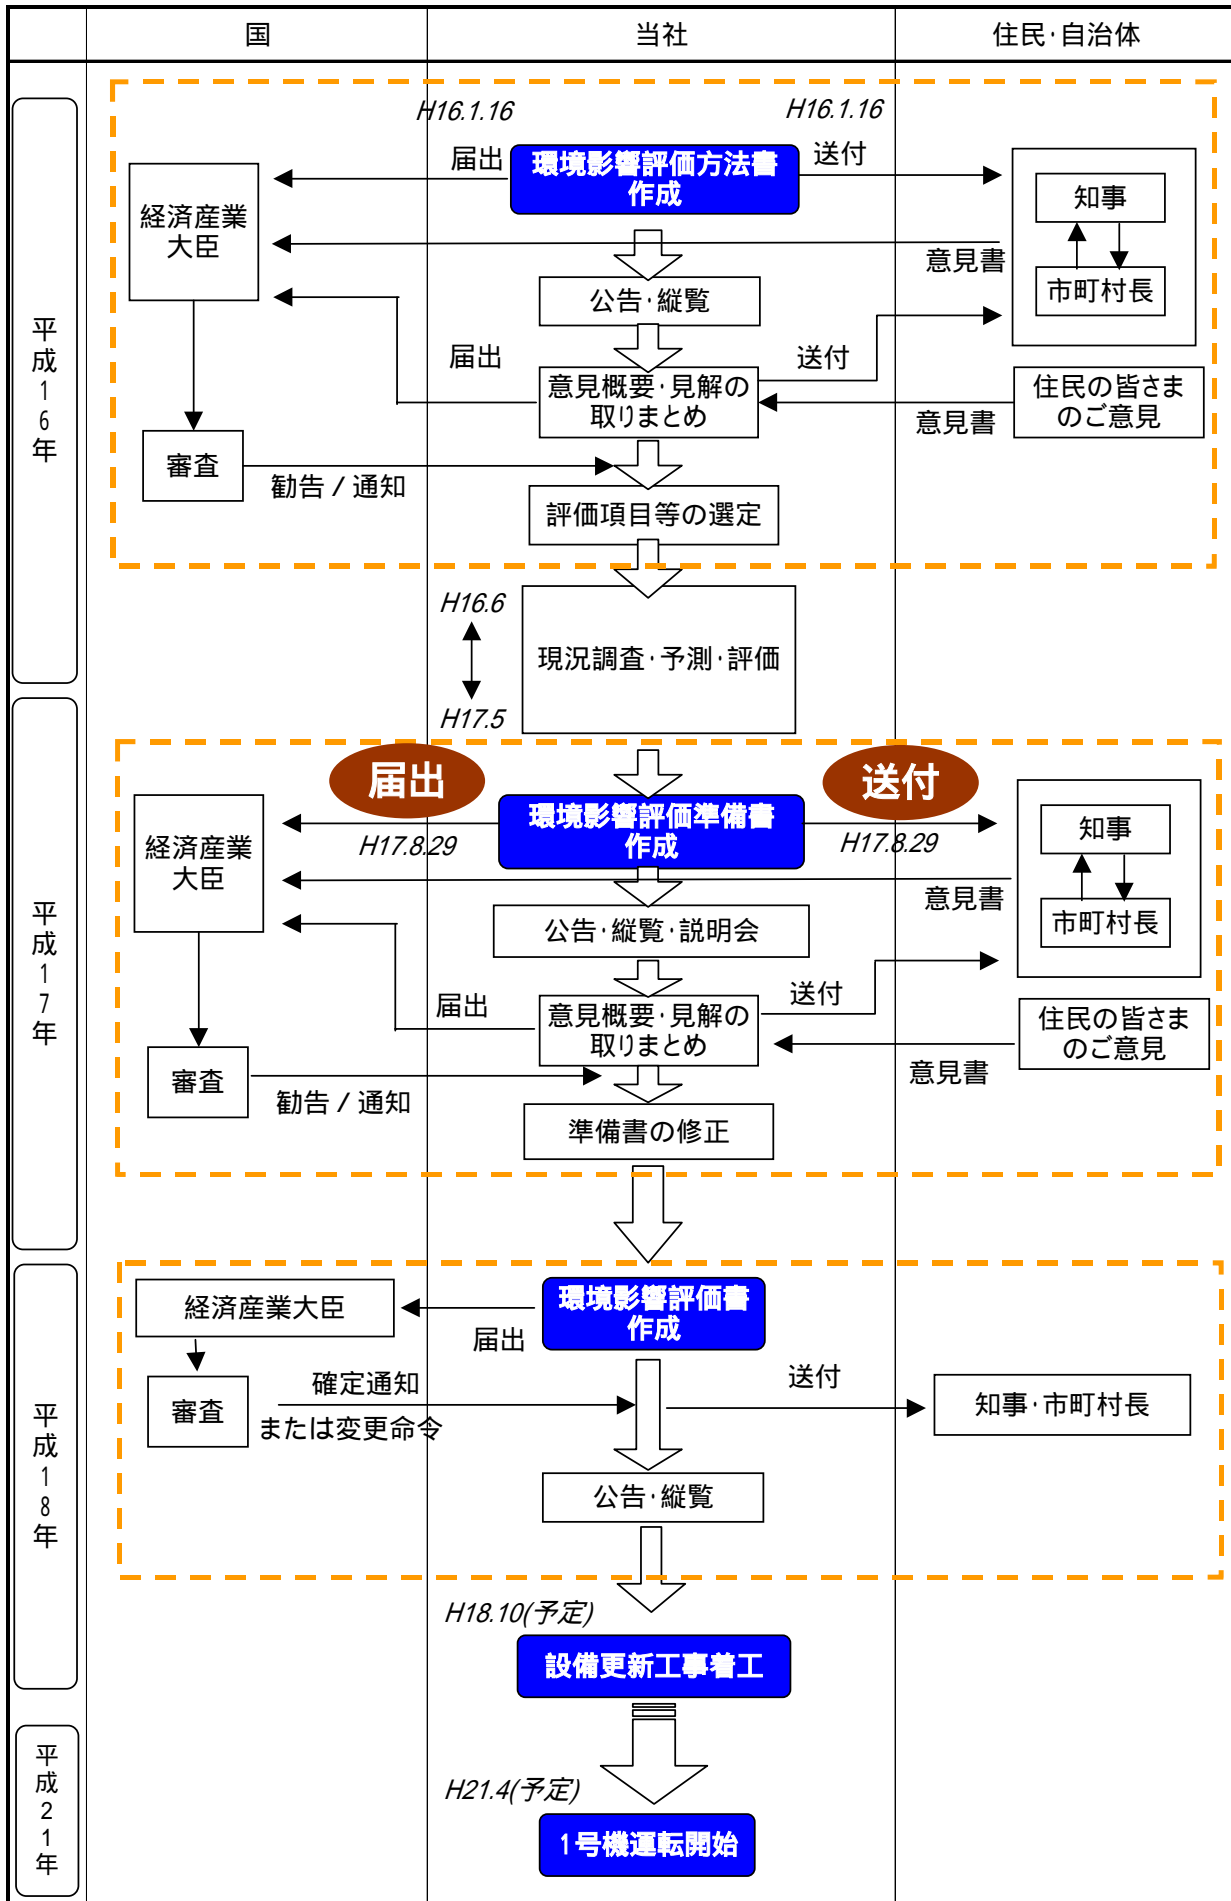 国
当社
住民・自治体
平成16年
H16.1.16
H16.1.16
届出
環境影響評価方法書
作成
送付
経済産業
大臣
知事
市町村長
意見書
公告・縦覧
届出
送付
意見概要・見解の
取りまとめ
住民の皆さま
のご意見
意見書
審査
勧告 / 通知
評価項目等の選定
H16.6
現況調査・予測・評価
H17.5
平成17年
届出
送付
環境影響評価準備書
作成
H17.8.29
H17.8.29
経済産業
大臣
知事
市町村長
意見書
公告・縦覧・説明会
届出
送付
意見概要・見解の
取りまとめ
住民の皆さま
のご意見
意見書
審査
勧告 / 通知
準備書の修正
平成18年
経済産業大臣
環境影響評価書
作成
届出
審査
確定通知
または変更命令
送付
知事・市町村長
公告・縦覧
H18.10(予定)
設備更新工事着工
平成21年
H21.4(予定)
1号機運転開始